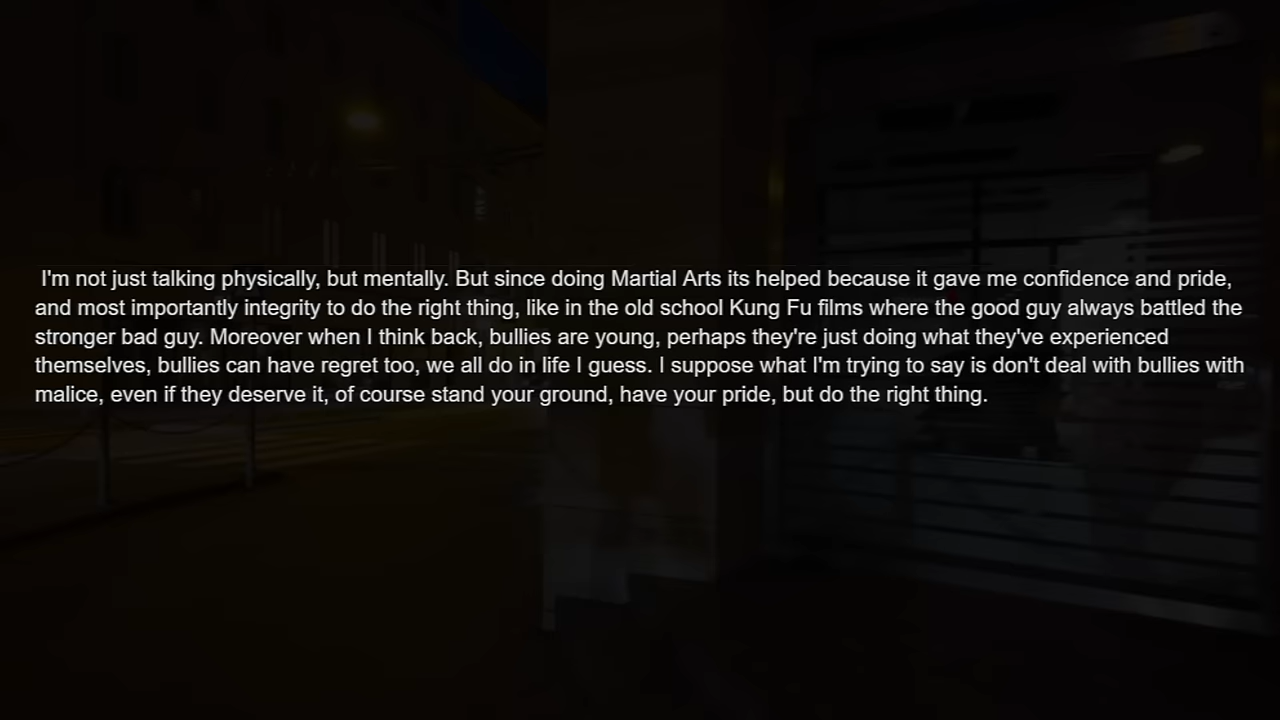 I'm not just talking physically, but mentally. But since doing Martial Arts its helped because it gave me confidence and pride,
and most importantly integrity to do the right thing, like in the old school Kung Fu films where the good guy always battled the
stronger bad guy. Moreover when I think back, bullies are young, perhaps they're just doing what they've experienced
themselves, bullies can have regret too, we all do in life I guess. I suppose what I'm trying to say is don't deal with bullies with
malice, even if they deserve it, of course stand your ground, have your pride, but do the right thing.